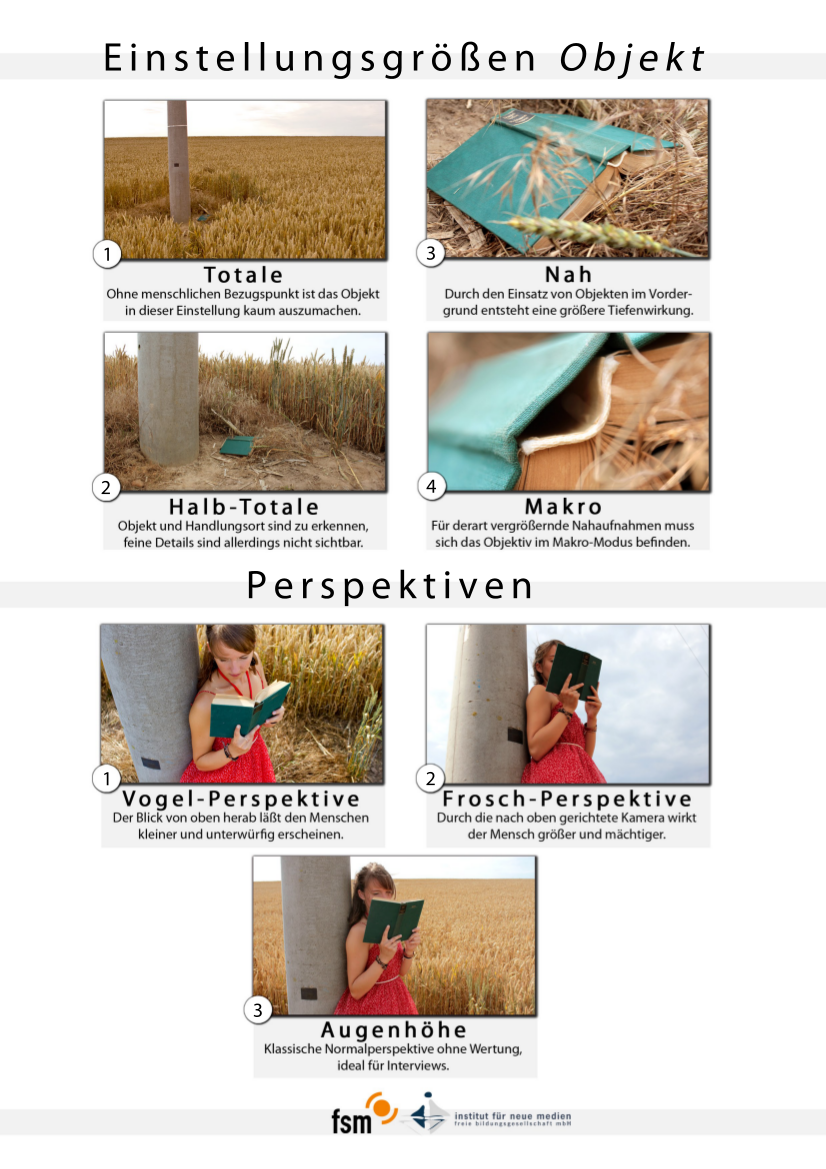 Einstellungsgrößen Objekt
1
Totale
Ohne menschlichen Bezugspunkt ist das Objekt
in dieser Einstellung kaum auszumachen.
3
Nah
Durch den Einsatz von Objekten im Vorder-
grund entsteht eine größere Tiefenwirkung.
2
Halb-Totale
Objekt und Handlungsort sind zu erkennen,
feine Details sind allerdings nicht sichtbar.
4
Makro
Für derart vergrößernde Nahaufnahmen muss
sich das Objektiv im Makro-Modus befinden.
Perspektiven
1
Vogel-Perspektive
Der Blick von oben herab läßt den Menschen
kleiner und unterwürfig erscheinen.
2
Frosch-Perspektive
Durch die nach oben gerichtete Kamera wirkt
der Mensch größer und mächtiger.
3
Augenhöhe
Klassische Normalperspektive ohne Wertung,
ideal für Interviews.
fsm
institut für neue medien
freie bildungsgesellschaft mbH